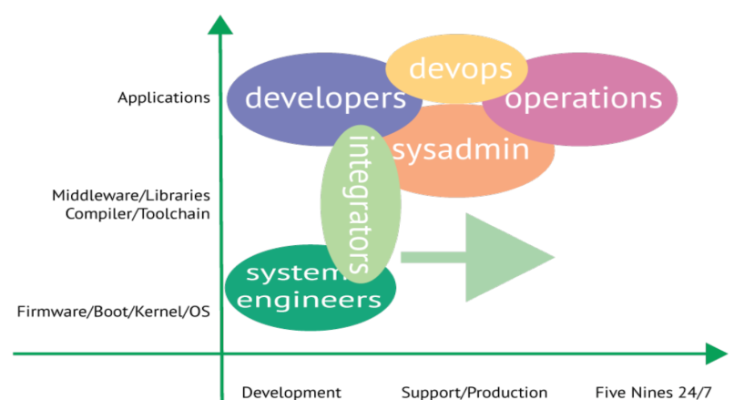 devops
Applications
developers
operations
sysadmin
integrators
Middleware/Libraries
Compiler/Toolchain
system
engineers
Firmware/Boot/Kernel/OS
Development
Support/Production
Five Nines 24/7